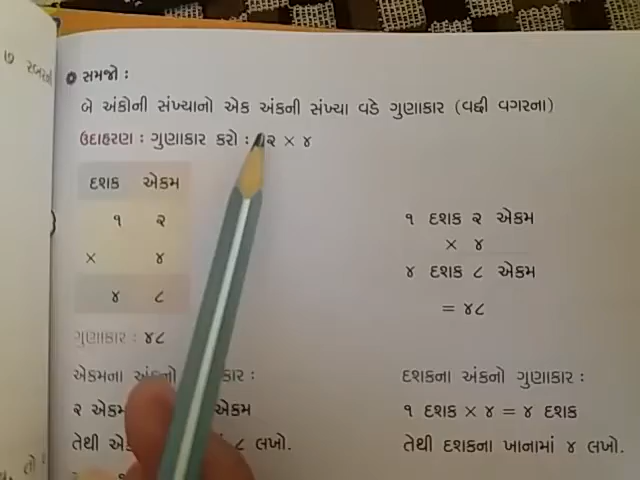 સમજો :
બે અંકોની સંખ્યાનો એક અંકની સંખ્યા વડે ગુણાકાર (વદ્દી વગરના)
ઉદાહરણ : ગુણાકાર કરો : ૨ × ૪
દશક એકમ
૧ ૨
× ૪
૪ ૮
ગુણાકાર : ૪૮
૧ દશક ૨ એકમ
× ૪
૪ દશક ૮ એકમ
= ૪૮
એકમના અંકનો
૨ એકમ એકમ
તેથી ૮ લખો.
દશકના અંકનો ગુણાકાર :
૧ દશક × ૪ = ૪ દશક
તેથી દશકના ખાનામાં ૪ લખો.